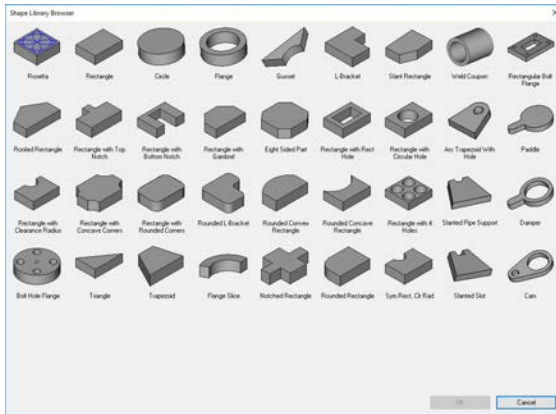 Shape Library Browser
Rosetta
Rectangle
Circle
Flange
Gusset
L-Bracket
Slant Rectangle
Weld Coupon
Rectangular Bolt
Flange
Roofed Rectangle
Rectangle with Top
Notch
Rectangle with
Bottom Notch
Rectangle with
Gambrel
Eight Sided Part
Rectangle with Rect
Hole
Rectangle with
Circular Hole
Arc Trapezoid With
Hole
Paddle
Rectangle with
Clearance Radius
Rectangle with
Concave Corners
Rectangle with
Rounded Corners
Rounded L-Bracket
Rounded Convex
Rectangle
Rounded Concave
Rectangle
Rectangle with 4
Holes
Slanted Pipe Support
Damper
Bolt Hole Flange
Triangle
Trapezoid
Flange Slice
Notched Rectangle
Rounded Rectangle
Sym Rect, Clr Rad
Slanted Slot
Cam
OK
Cancel